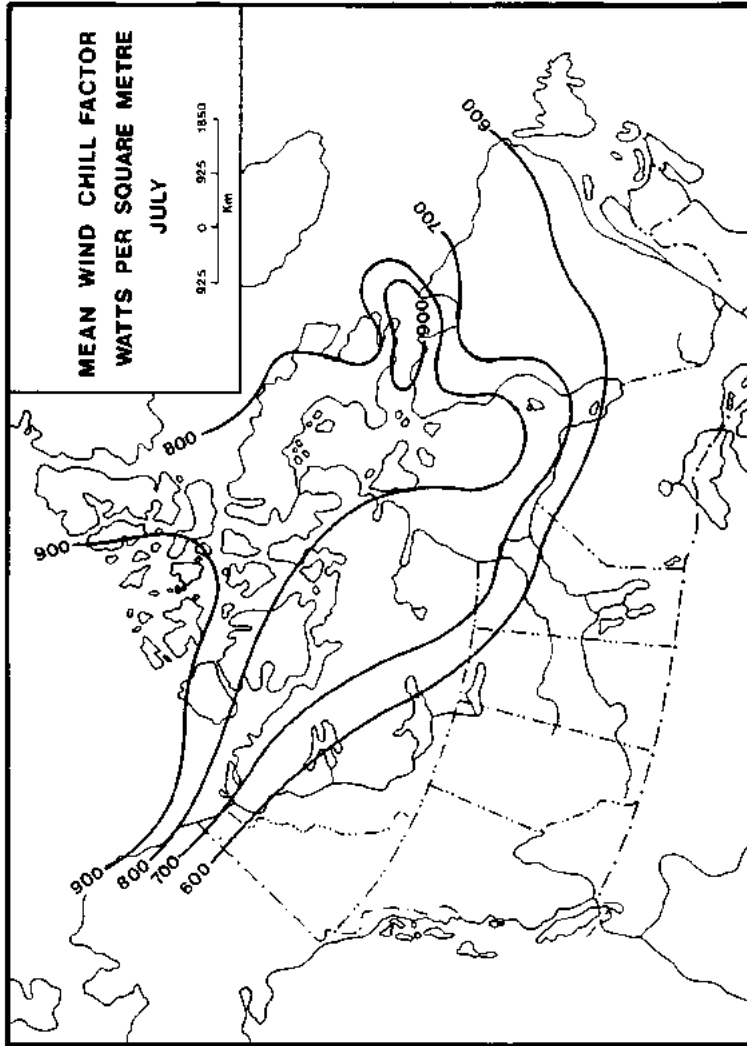 MEAN WIND CHILL FACTOR
WATTS PER SQUARE METRE
JULY
925 0 925 1850
Km
900
800
900
700
600
900
800
700
600